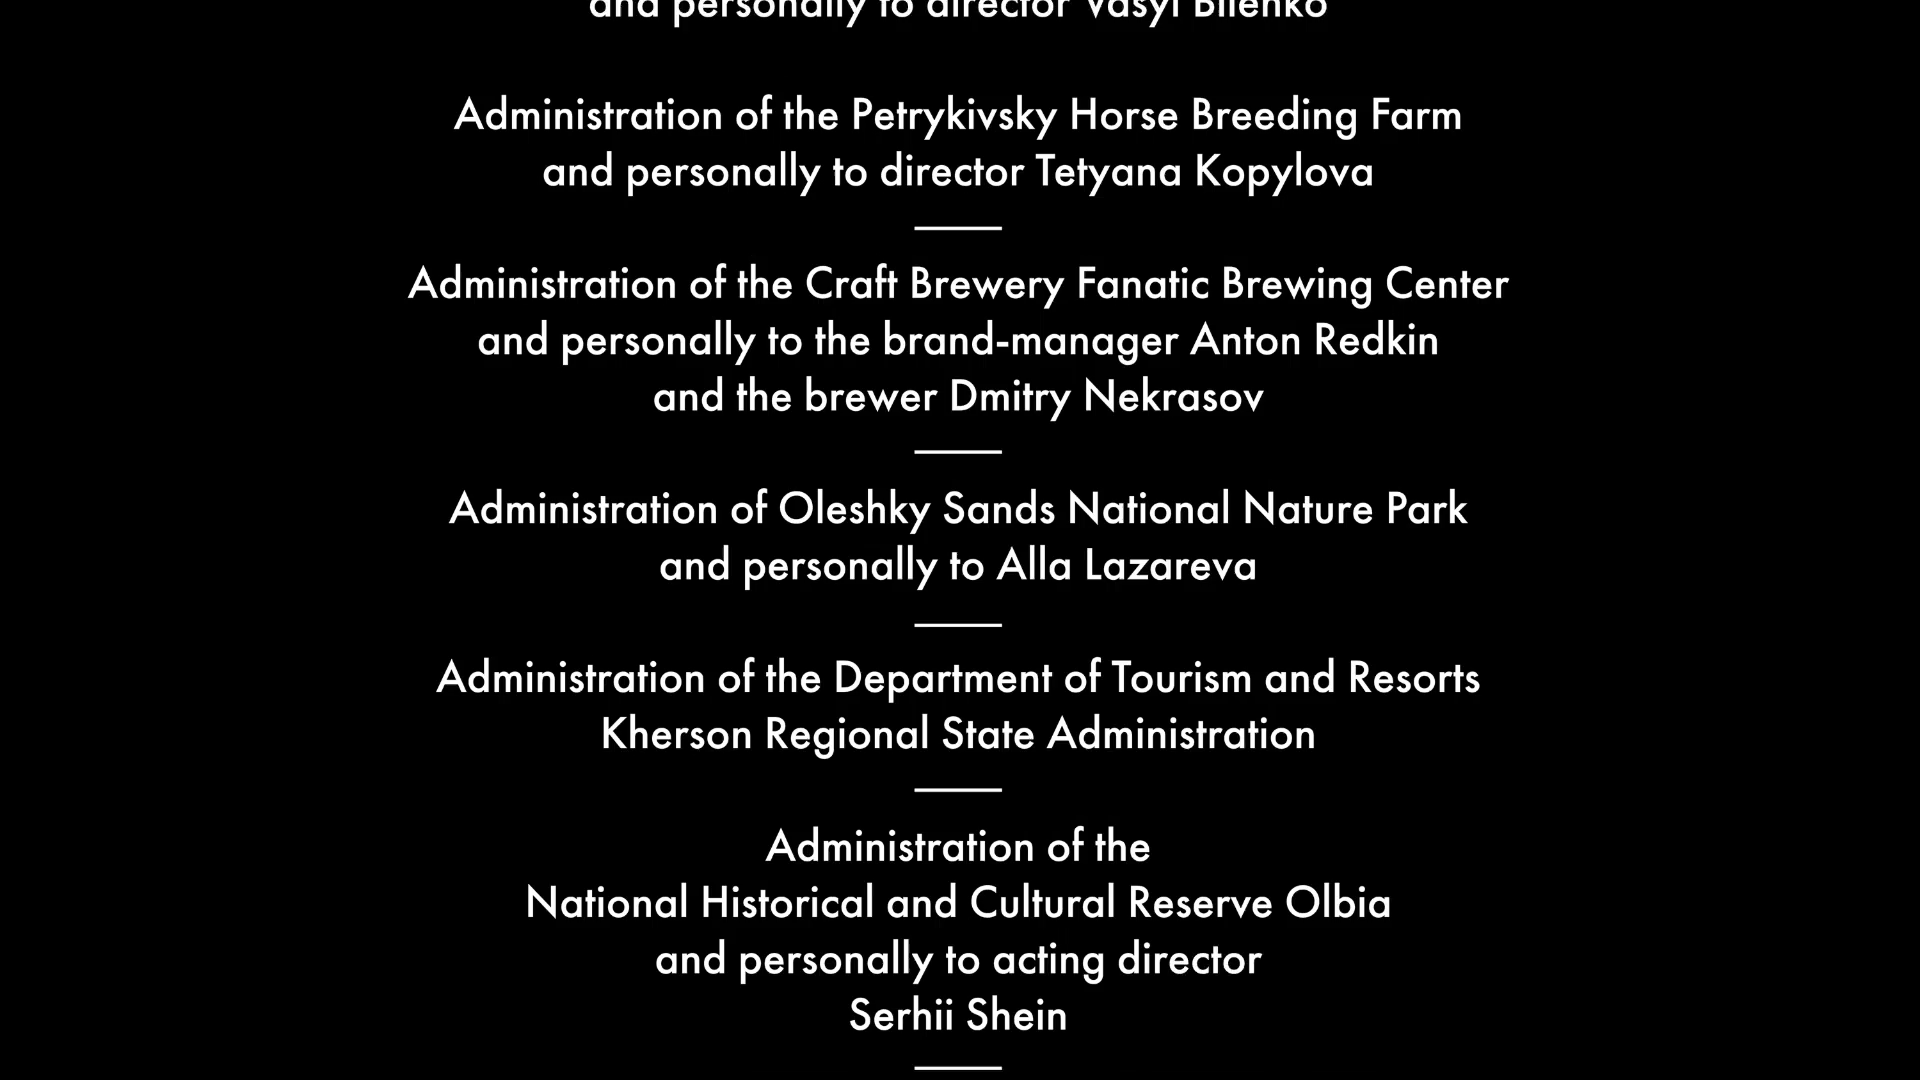 and personally to director Vasyl Bilenko
Administration of the Petrykivsky Horse Breeding Farm
and personally to director Tetyana Kopylova
Administration of the Craft Brewery Fanatic Brewing Center
and personally to the brand-manager Anton Redkin
and the brewer Dmitry Nekrasov
Administration of Oleshky Sands National Nature Park
and personally to Alla Lazareva
Administration of the Department of Tourism and Resorts
Kherson Regional State Administration
Administration of the
National Historical and Cultural Reserve Olbia
and personally to acting director
Serhii Shein